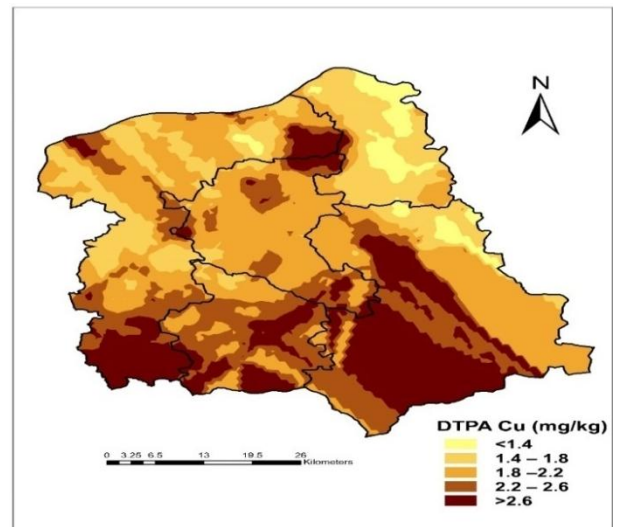 N
DTPA Cu (mg/kg)
<1.4
1.4 – 1.8
1.8 –2.2
2.2 – 2.6
>2.6
0 3.25 6.5 13 19.5 26
Kilometers